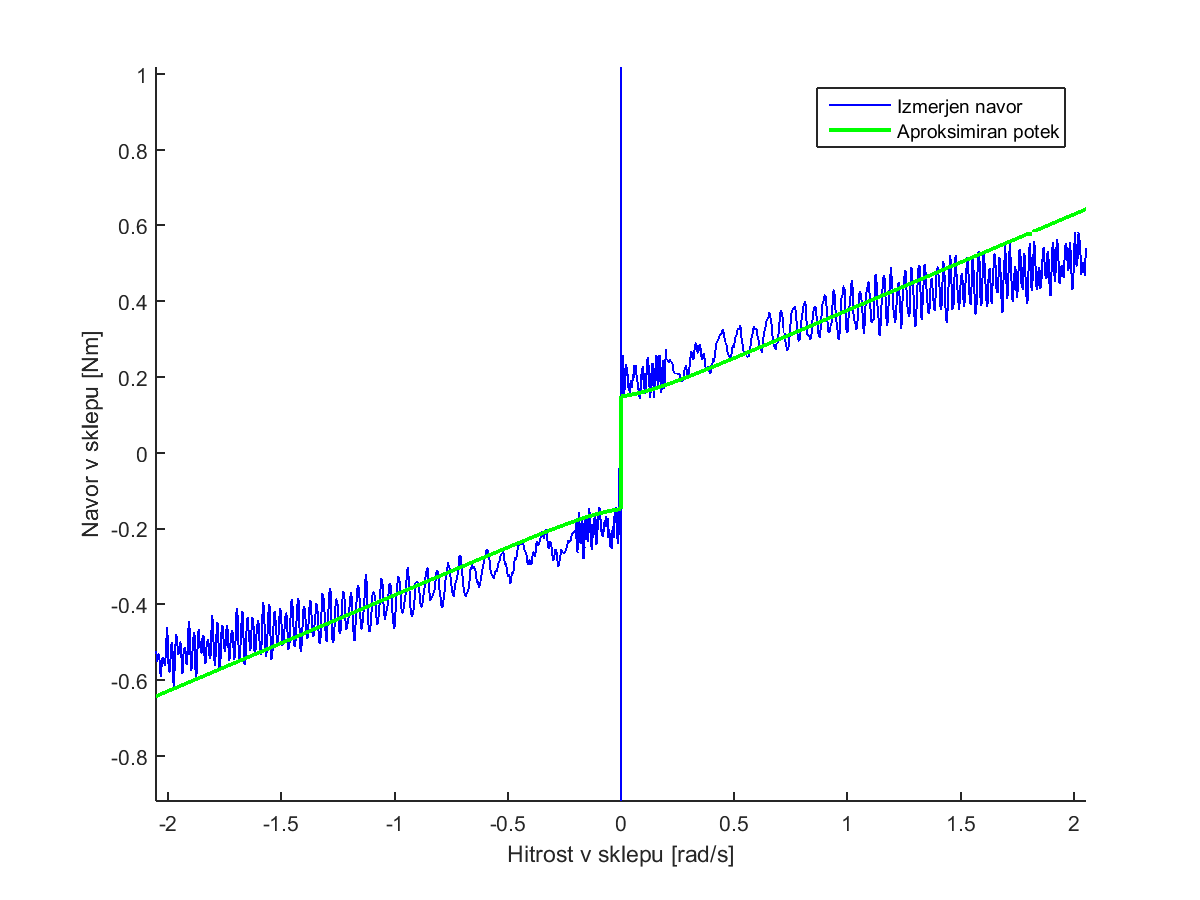 Izmerjen navor
Aproksimiran potek
1
0.8
0.6
0.4
0.2
0
-0.2
-0.4
-0.6
-0.8
Navor v sklepu [Nm]
-2 -1.5 -1 -0.5 0 0.5 1 1.5 2
Hitrost v sklepu [rad/s]